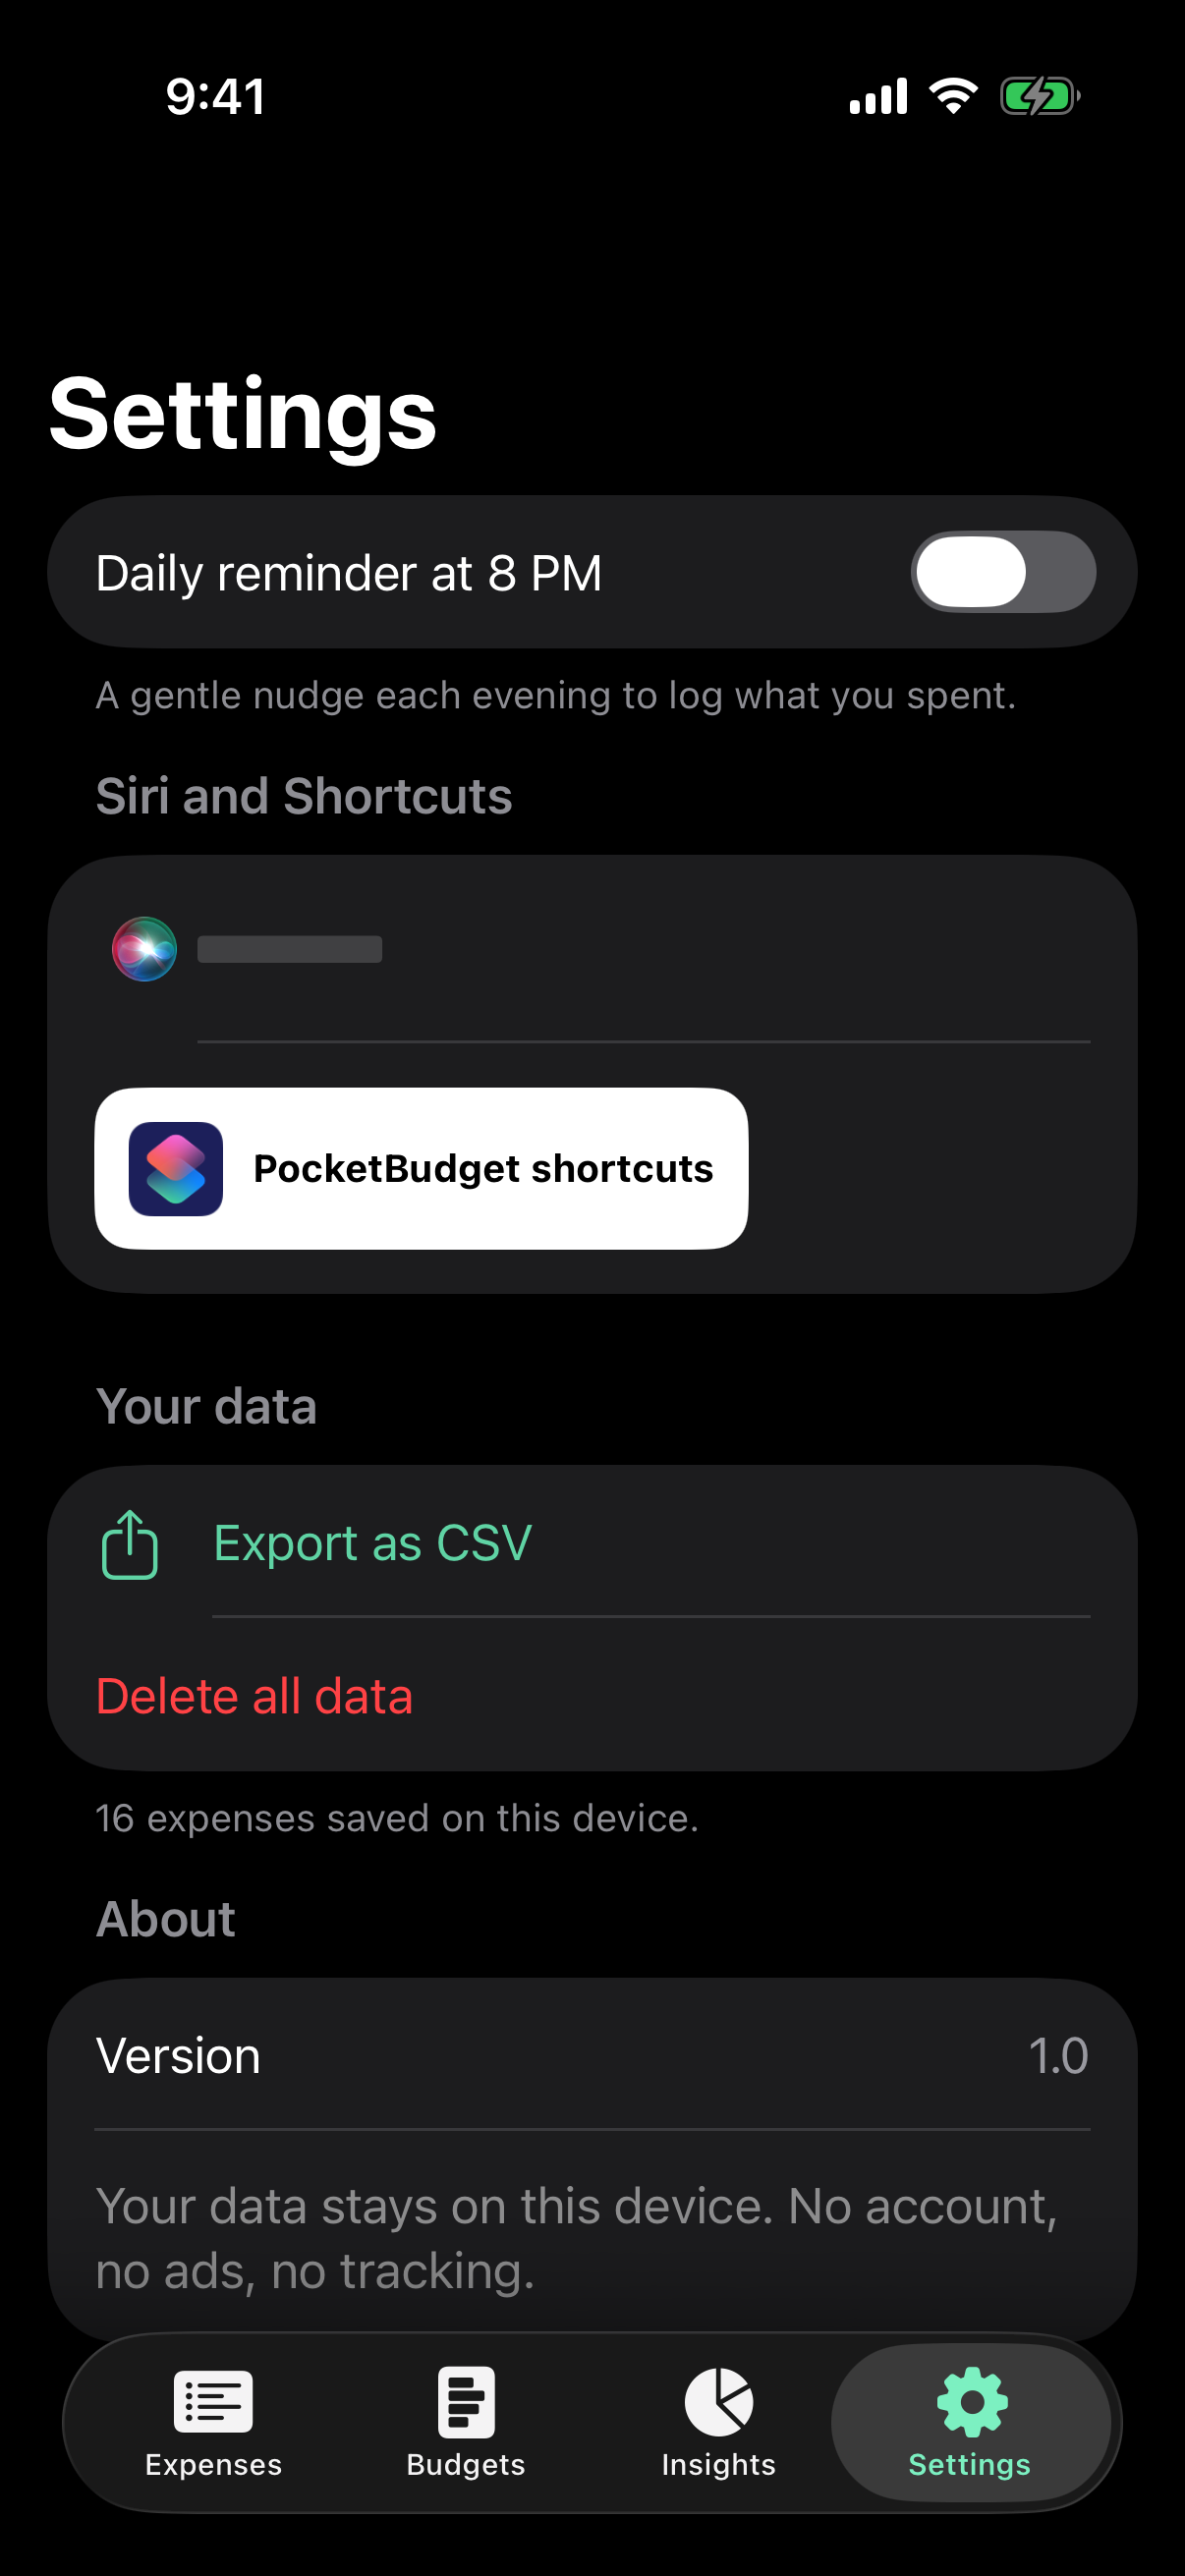 9:41
Settings
Daily reminder at 8 PM
A gentle nudge each evening to log what you spent.
Siri and Shortcuts
PocketBudget shortcuts
Your data
Export as CSV
Delete all data
16 expenses saved on this device.
About
Version 1.0
Your data stays on this device. No account,
no ads, no tracking.
Expenses Budgets Insights Settings